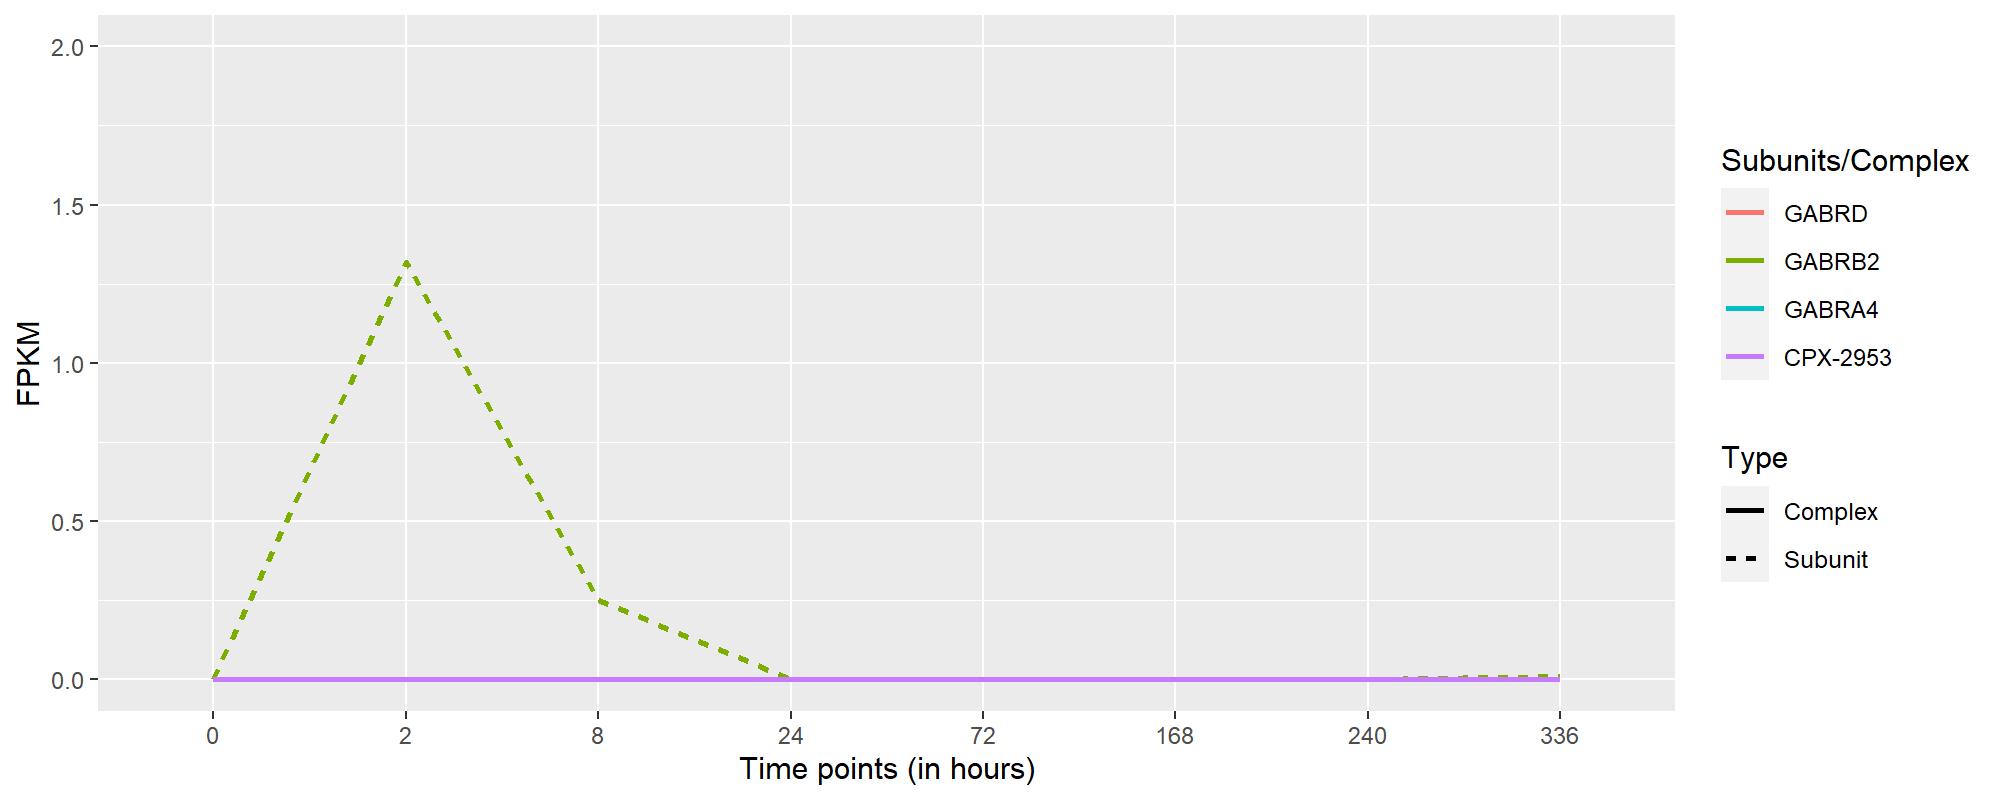 2.0
1.5
1.0
0.5
0.0
FPKM
0 2 8 24 72 168 240 336
Time points (in hours)
Subunits/Complex
GABRD
GABRB2
GABRA4
CPX-2953
Type
Complex
Subunit